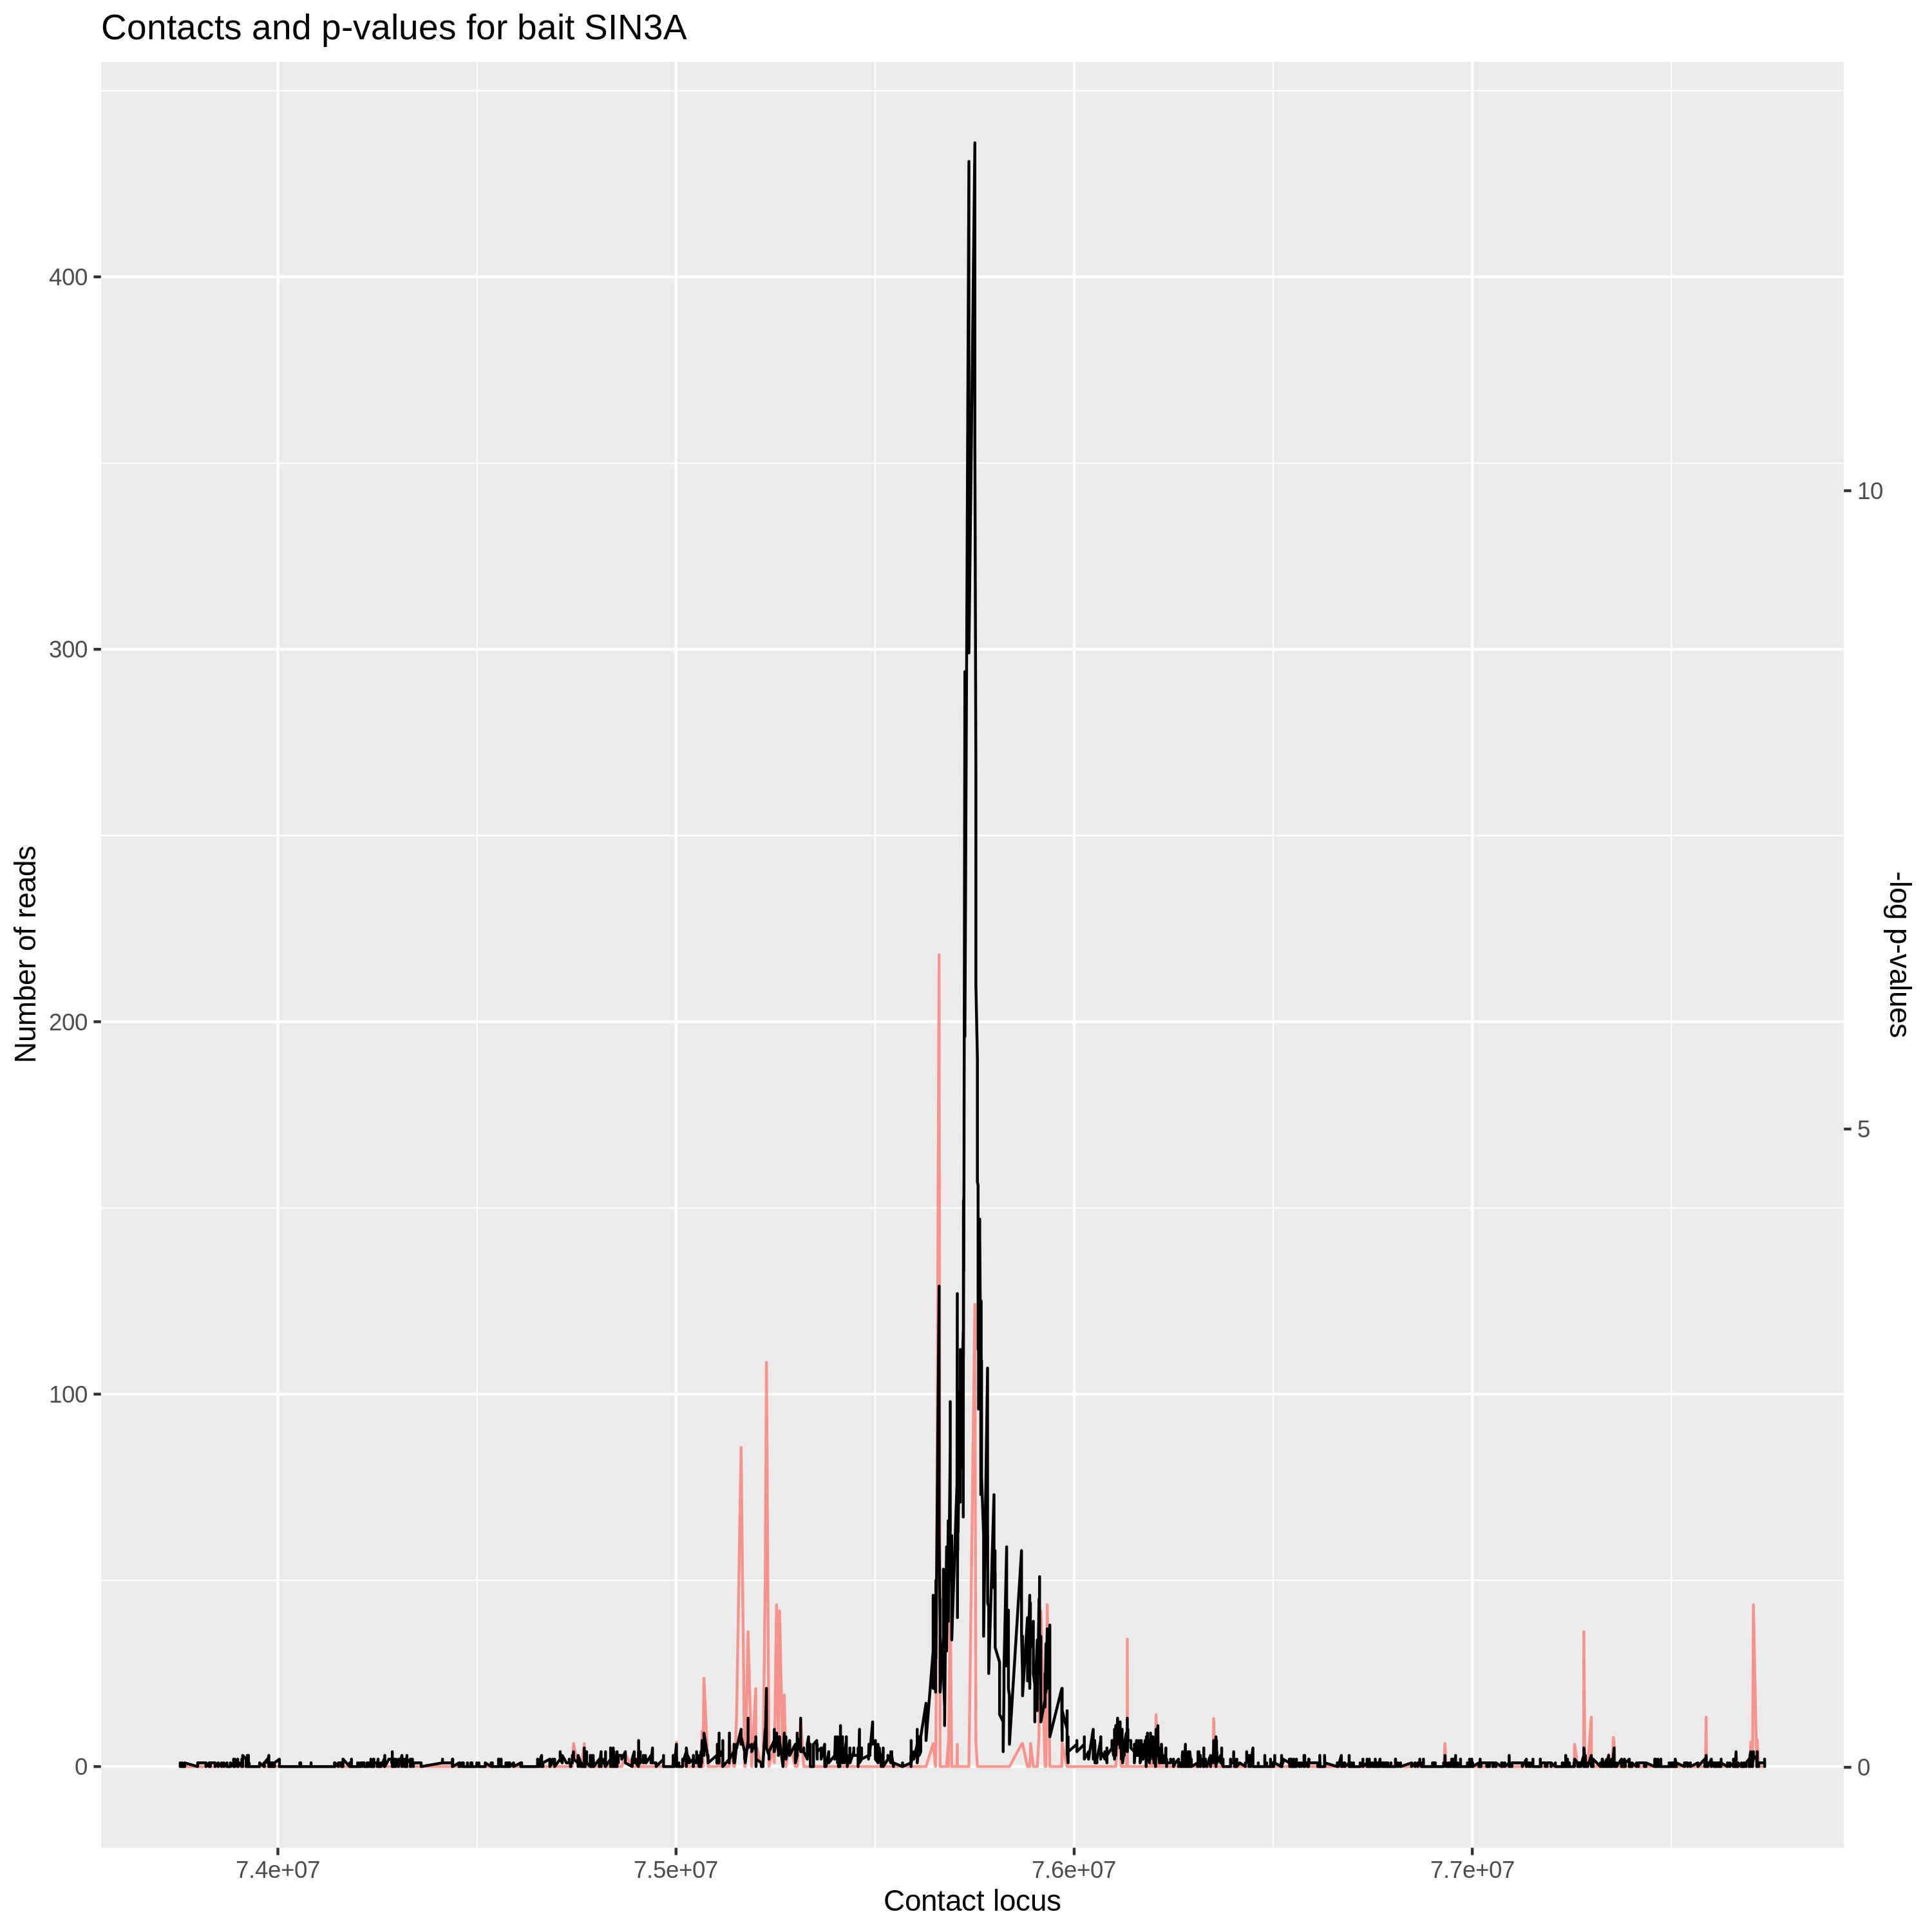 Contacts and p-values for bait SIN3A
400
300
200
100
0
Number of reads
10
5
0
-log p-values
7.4e+07
7.5e+07
7.6e+07
7.7e+07
Contact locus